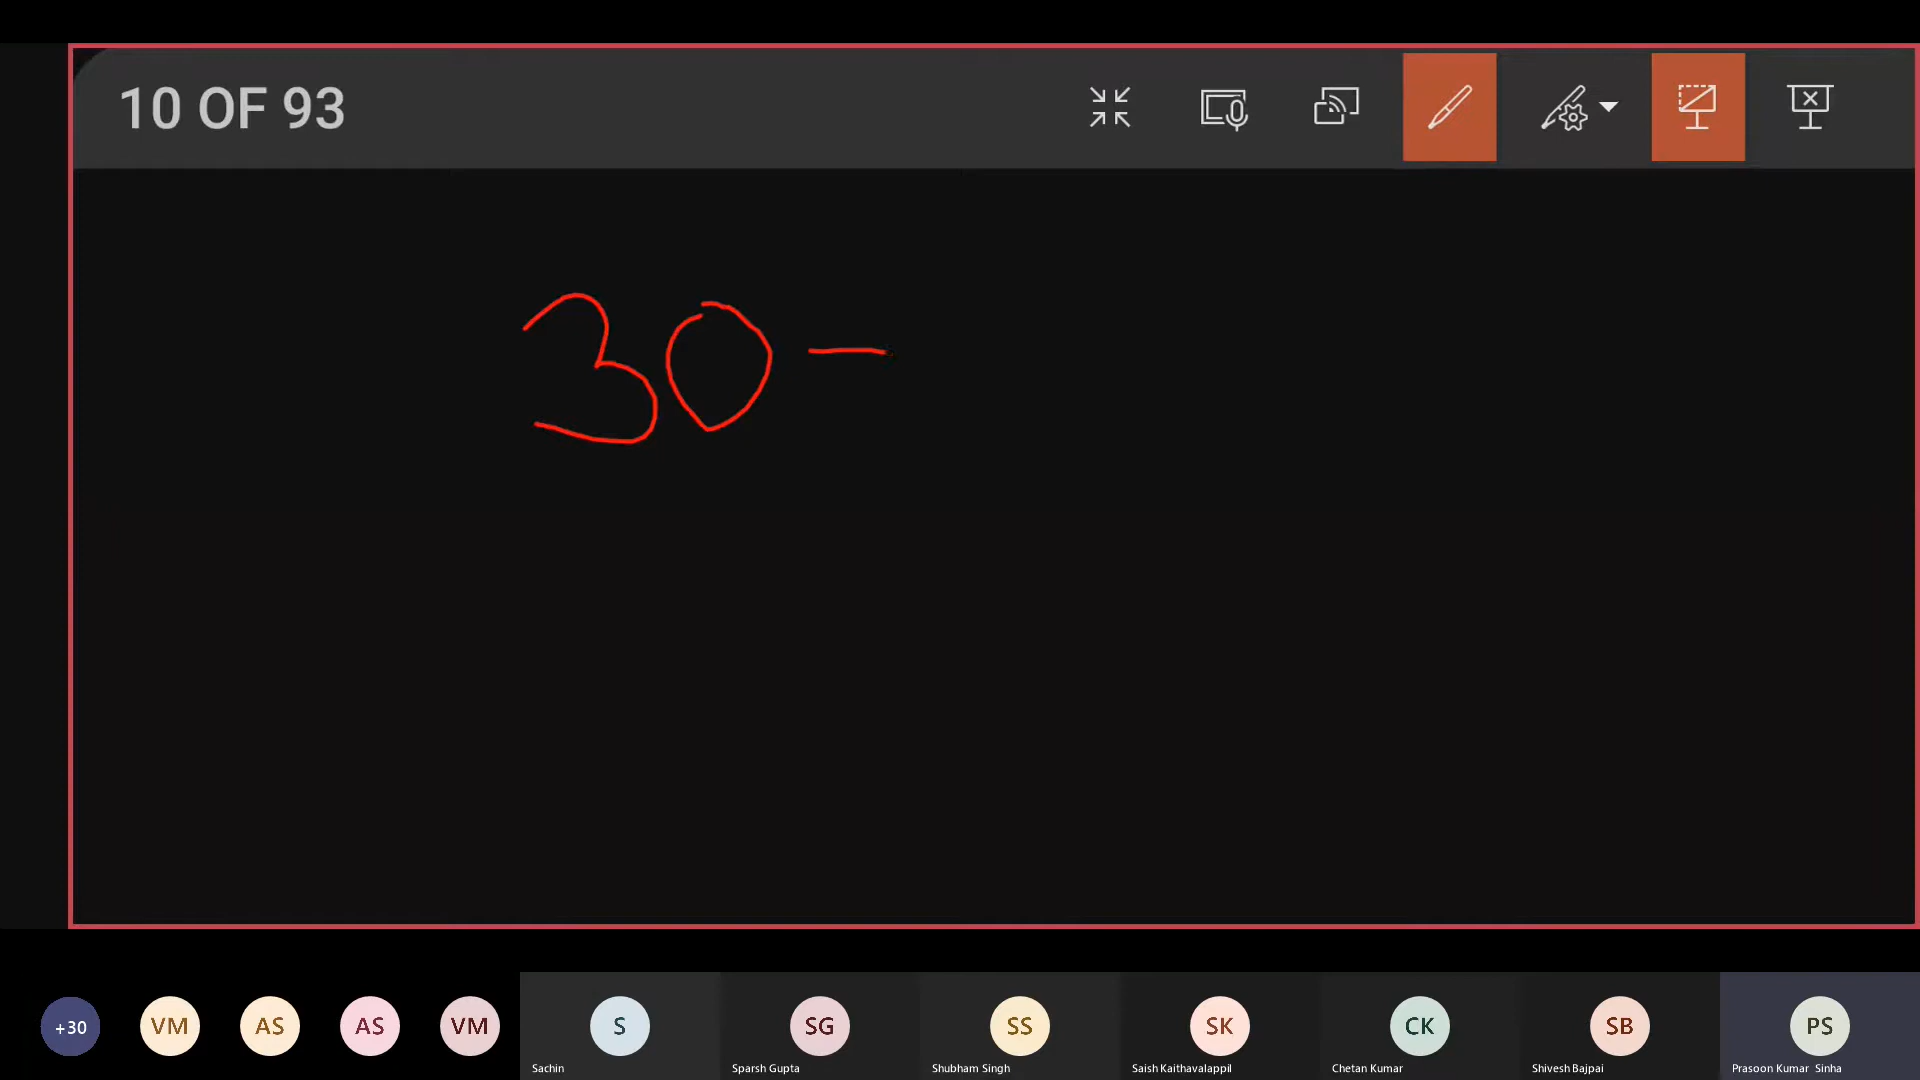 10 OF 93
30 -
+30
VM
AS
AS
VM
S
SG
SS
SK
CK
SB
PS
Sachin
Sparsh Gupta
Shubham Singh
Saish Kaithavalappil
Chetan Kumar
Shivesh Bajpai
Prasoon Kumar Sinha